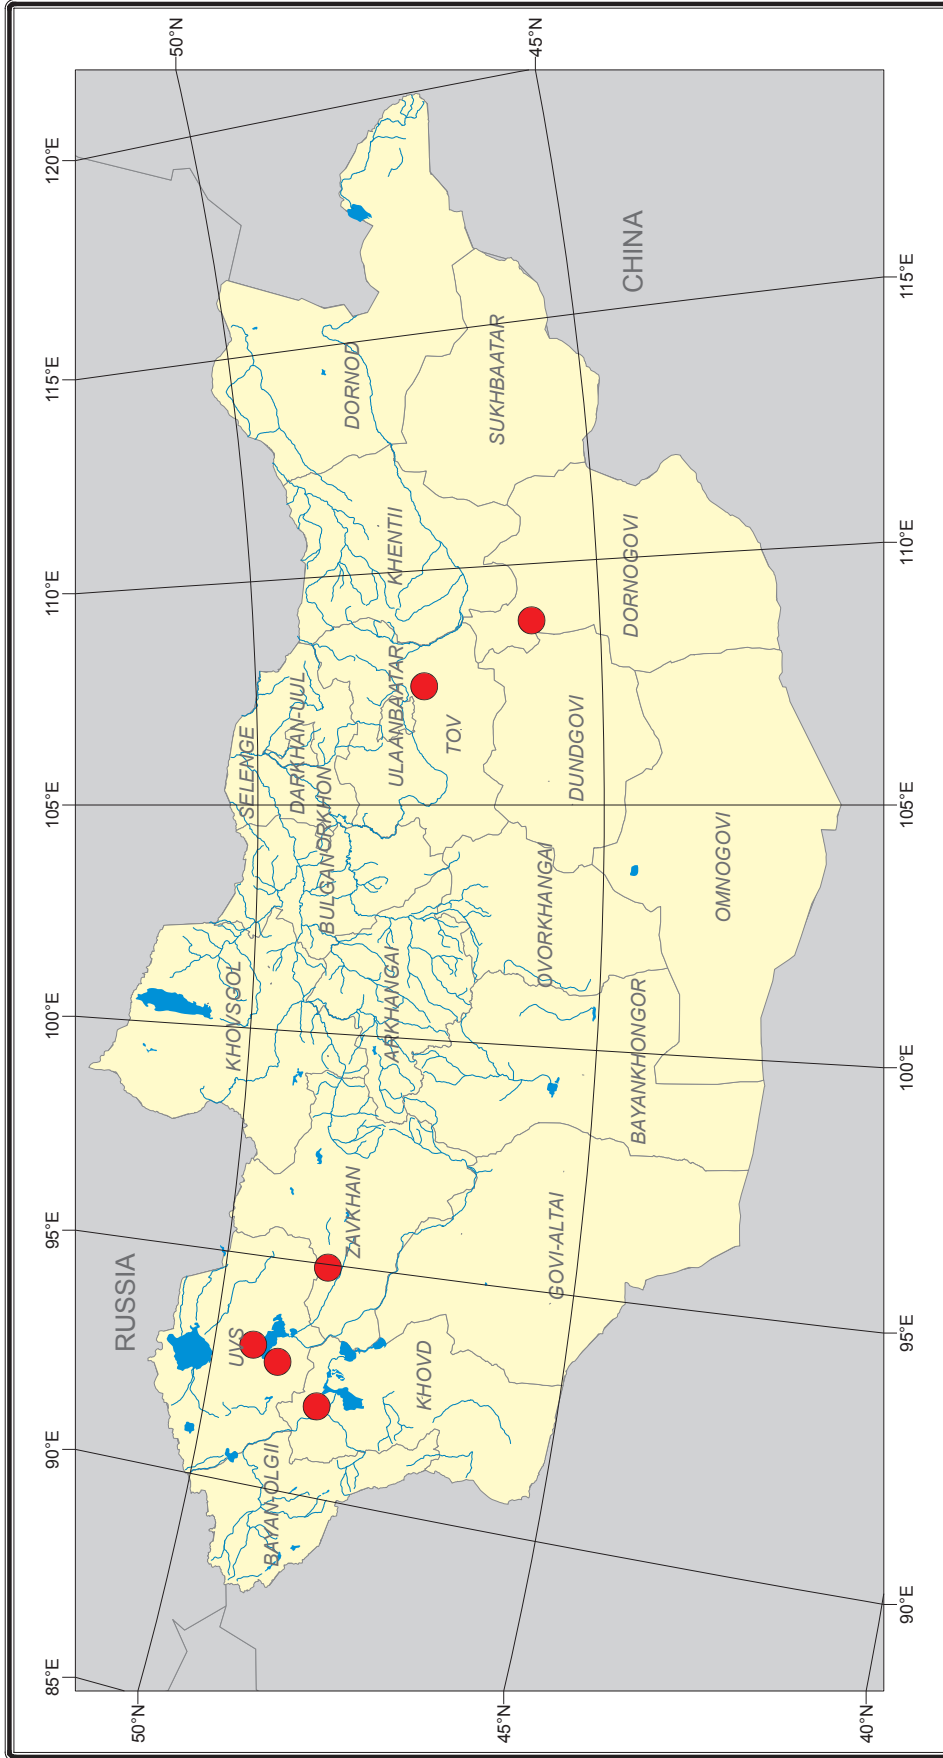 85°E
90°E
95°E
100°E
105°E
110°E
115°E
120°E
50°N
50°N
45°N
45°N
40°N
90°E
95°E
100°E
105°E
110°E
115°E
RUSSIA
CHINA
BAYAN-OLGII
UVS
KHOVD
ZAVKHAN
GOVI-ALTAI
KHOVSGOL
ARKHANGAI
BAYANKHONGOR
OVORKHANGAI
BULGAN
ORKHON
SELENGE
DARKHAN-UUL
ULAANBAATAR
TOV
DUNDGOVI
OMNOGOVI
KHENTII
DORNOGOVI
DORNOD
SUKHBAATAR